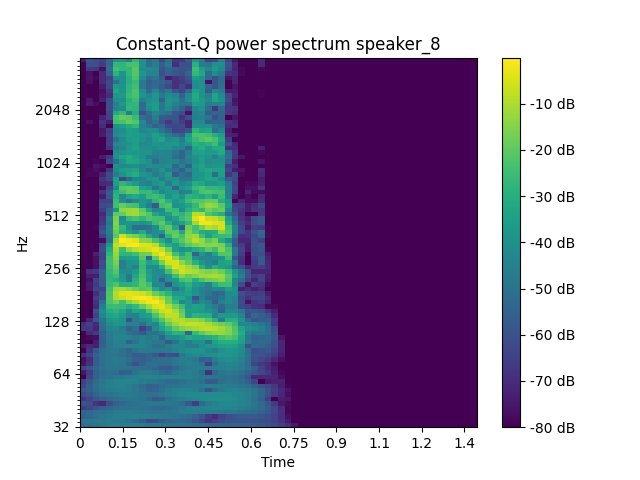 Constant-Q power spectrum speaker_8
Hz
2048
1024
512
256
128
64
32
0 0.15 0.3 0.45 0.6 0.75 0.9 1.1 1.2 1.4
Time
-10 dB
-20 dB
-30 dB
-40 dB
-50 dB
-60 dB
-70 dB
-80 dB